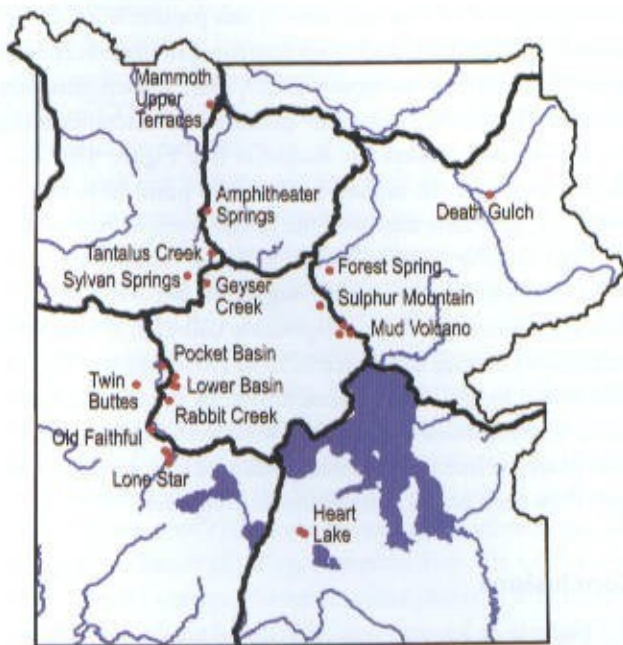 Mammoth
Upper
Terraces
Amphitheater
Springs
Death Gulch
Tantalus Creek
Forest Spring
Sylvan Springs
Geyser
Creek
Sulphur Mountain
Mud Volcano
Pocket Basin
Twin
Buttes
Lower Basin
Rabbit Creek
Old Faithful
Lone Star
Heart
Lake